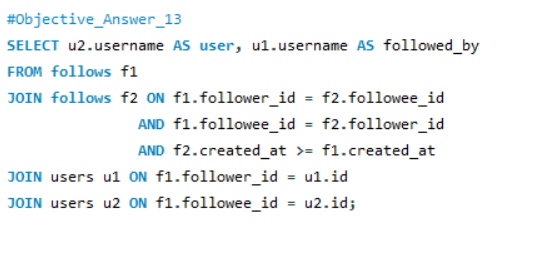 #Objective_Answer_13
SELECT u2.username AS user, u1.username AS followed_by
FROM follows f1
JOIN follows f2 ON f1.follower_id = f2.followee_id
AND f1.followee_id = f2.follower_id
AND f2.created_at >= f1.created_at
JOIN users u1 ON f1.follower_id = u1.id
JOIN users u2 ON f1.followee_id = u2.id;